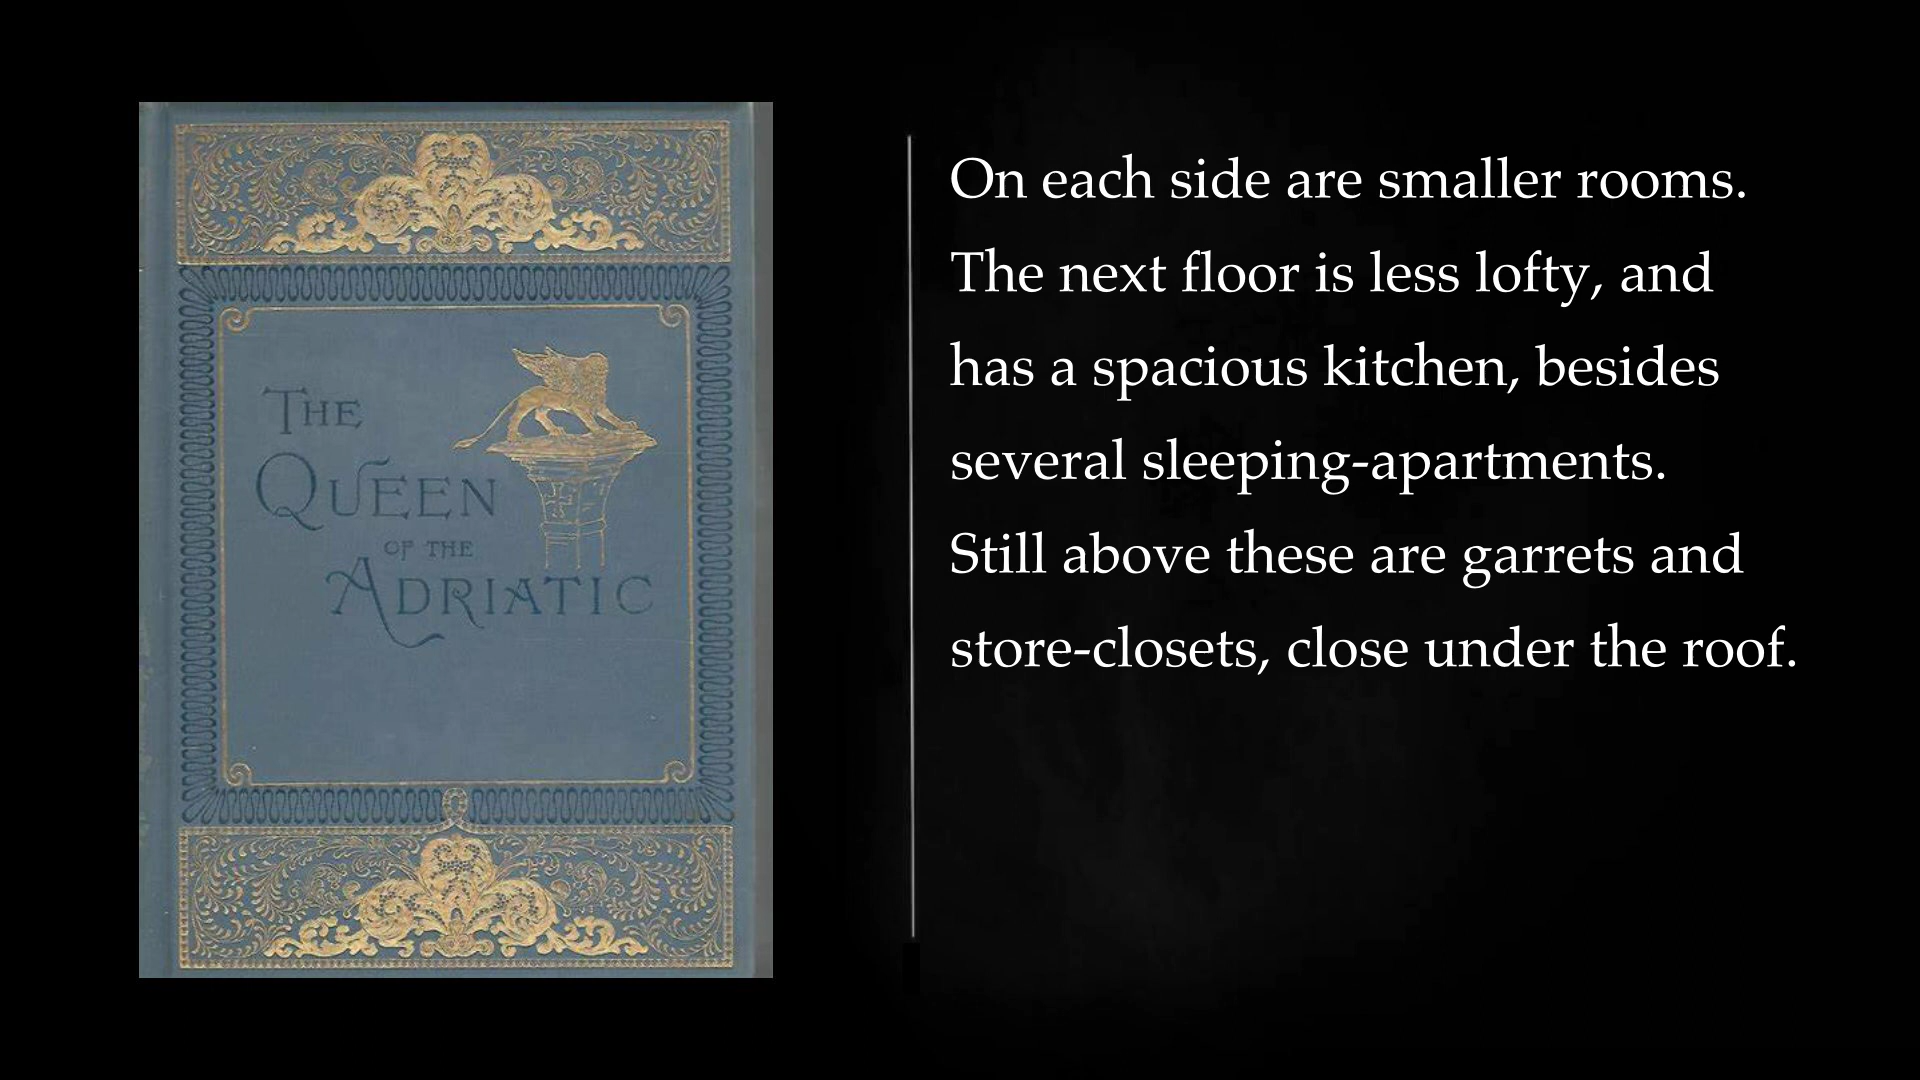 THE
QUEEN
OF THE
ADRIATIC
On each side are smaller rooms.
The next floor is less lofty, and
has a spacious kitchen, besides
several sleeping-apartments.
Still above these are garrets and
store-closets, close under the roof.